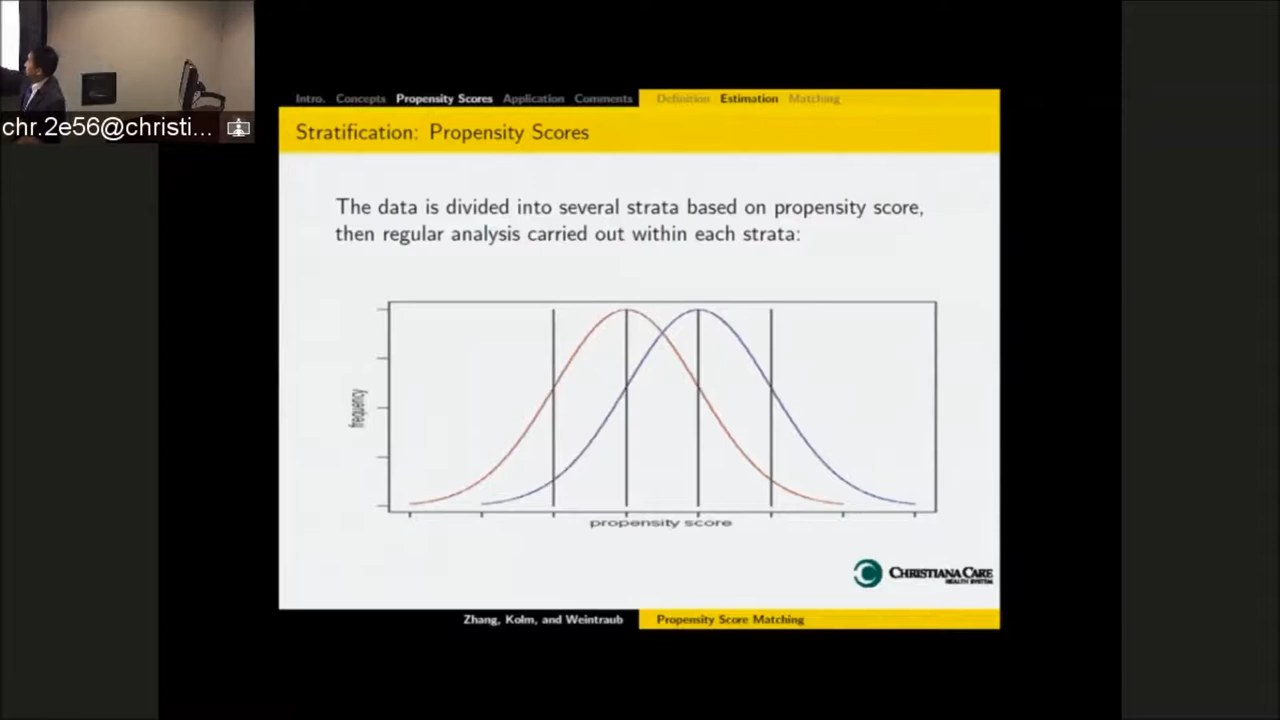 chr.2e56@christi...
Intro. Concepts Propensity Scores Application Comments Definition Estimation Matching
Stratification: Propensity Scores
The data is divided into several strata based on propensity score,
then regular analysis carried out within each strata:
frequency
propensity score
CHRISTIANA CARE
HEALTH SYSTEM
Zhang, Kolm, and Weintraub Propensity Score Matching